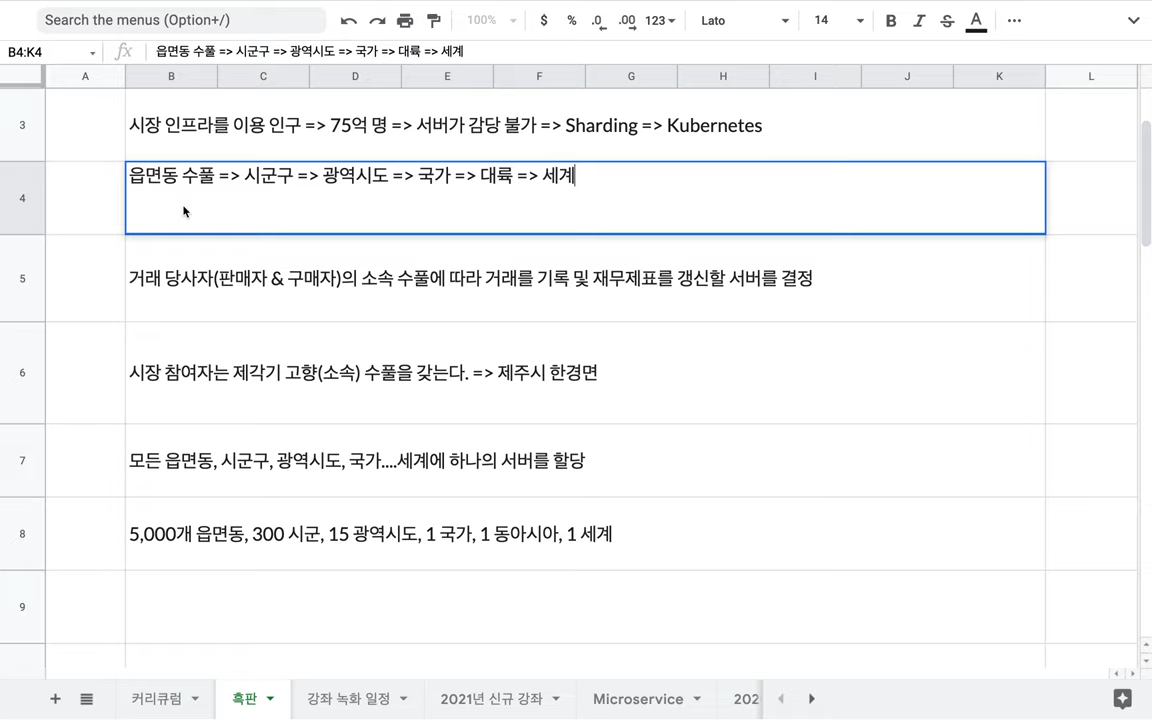 Search the menus (Option+/)
100%
$ % .0 .00 123
Lato
14
B I S A
B4:K4
fx
읍면동 수풀 => 시군구 => 광역시도 => 국가 => 대륙 => 세계
A B C D E F G H I J K L
3 시장 인프라를 이용 인구 => 75억 명 => 서버가 감당 불가 => Sharding => Kubernetes
4 읍면동 수풀 => 시군구 => 광역시도 => 국가 => 대륙 => 세계
5 거래 당사자(판매자 & 구매자)의 소속 수풀에 따라 거래를 기록 및 재무제표를 갱신할 서버를 결정
6 시장 참여자는 제각기 고향(소속) 수풀을 갖는다. => 제주시 한경면
7 모든 읍면동, 시군구, 광역시도, 국가....세계에 하나의 서버를 할당
8 5,000개 읍면동, 300 시군, 15 광역시도, 1 국가, 1 동아시아, 1 세계
9
커리큐럼 흑판 강좌 녹화 일정 2021년 신규 강좌 Microservice 202